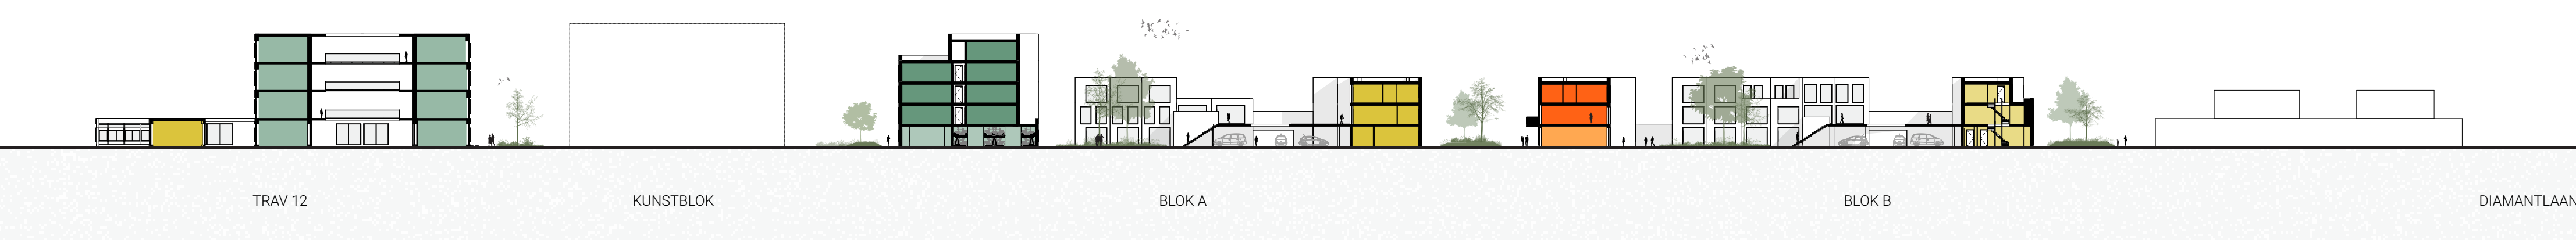 TRAV 12
KUNSTBLOK
BLOK A
BLOK B
DIAMANTLAAN